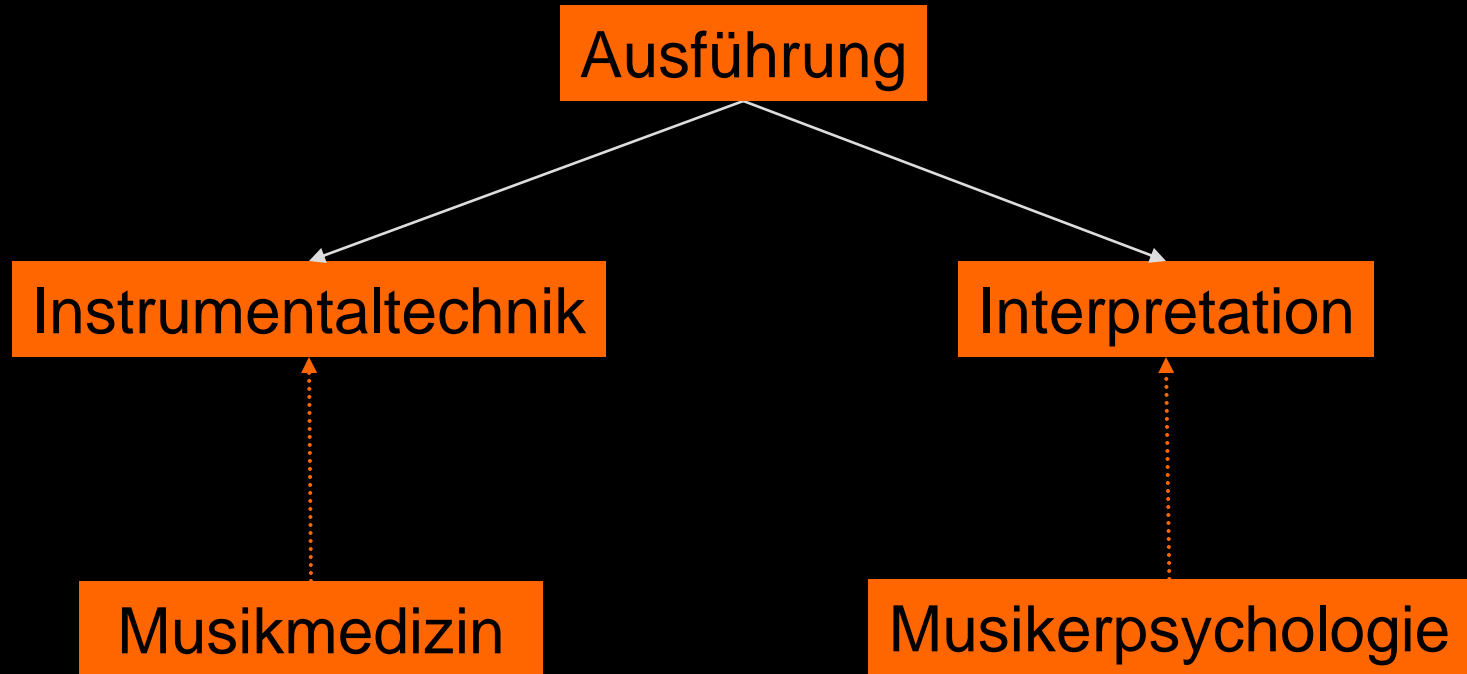 Ausführung
Instrumentaltechnik
Interpretation
Musikmedizin
Musikerpsychologie